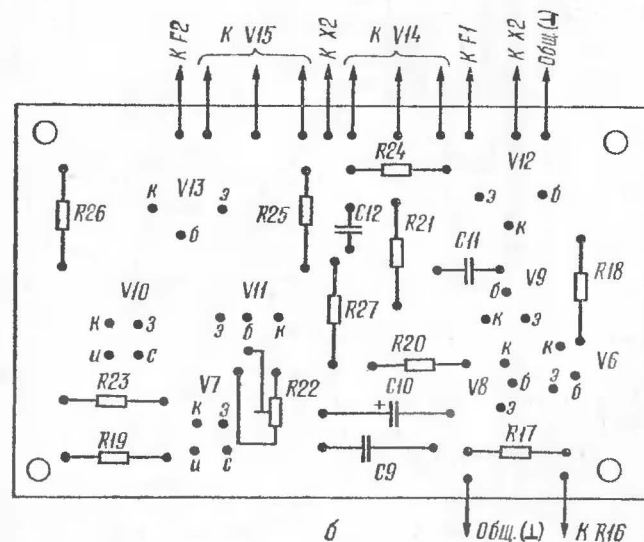 К F2
К V15
К X2
К V14
К F1
К X2
Общ.(⊥)
R24
V12
R26
к V13 э
б
R25
C12
R21
э б
к
C11
R18
V10
V11
R27
б V9
к э
к з
э б к
и с
R20
к
к V6
R23
V7
R22
C10
+
V8 б
э
э б
к з
R19
и с
C9
R17
б
Общ.(⊥)
К R16